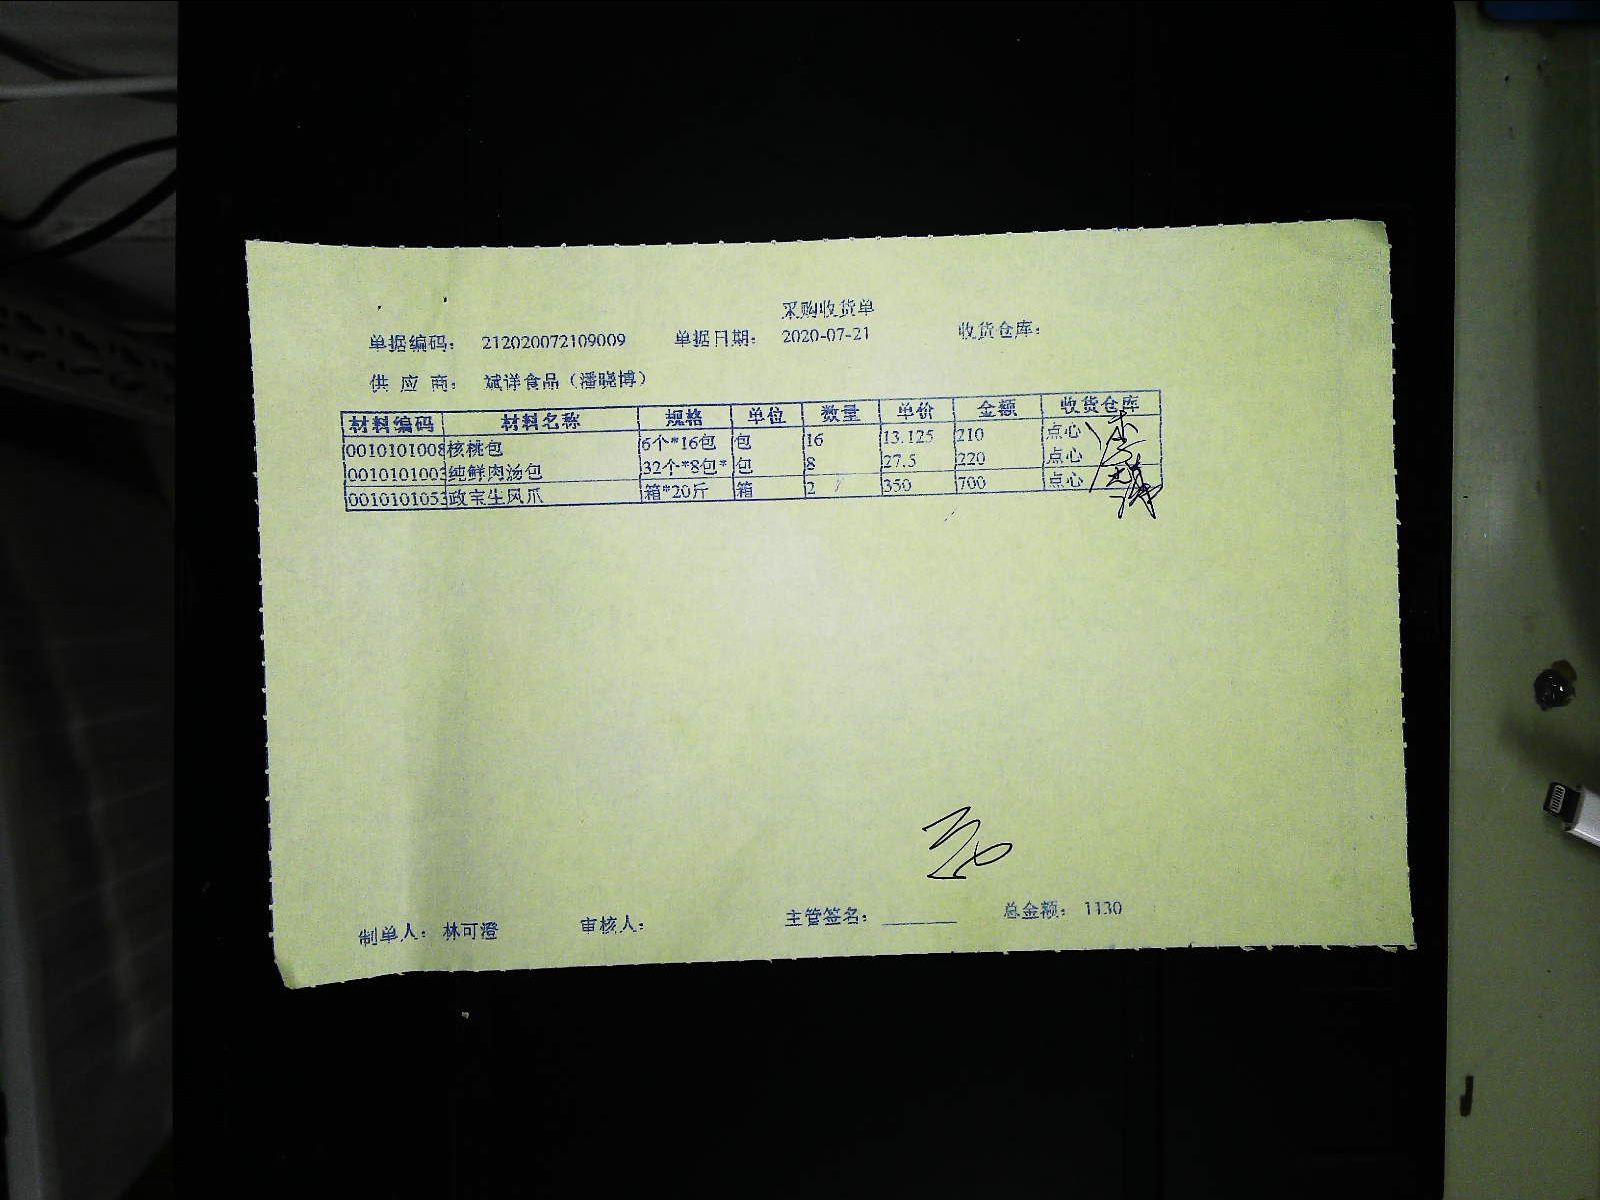 采购收货单
单据编码: 212020072109009 单据日期: 2020-07-21 收货仓库:
供应商: 斌洋食品（潘晓博）
材料编码 材料名称 规格 单位 数量 单价 金额 收货仓库
0010101008 核桃包 6个*16包 包 16 13.125 210 点心
0010101003 纯鲜肉汤包 32个*8包* 包 8 27.5 220 点心
0010101053 政宝生凤爪 箱*20斤 箱 2 350 700 点心
制单人: 林可澄 审核人: 主管签名: 总金额: 1130